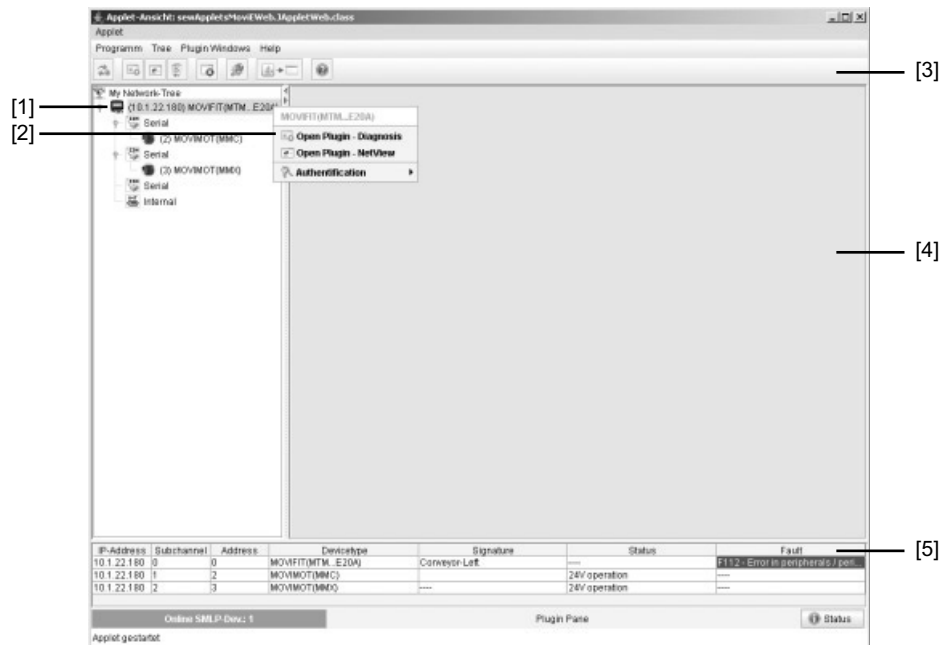 Applet-Ansicht: sewAppletsMoviEWeb.JAppletWeb.class
Applet
Programm Tree Plugin Windows Help
[3]
My Network-Tree
[1]
(10.1.22.180) MOVIFIT(MTM...E20A)
MOVIFIT(MTM...E20A)
[2]
Serial
Open Plugin - Diagnosis
(2) MOVIMOT(MMC)
Open Plugin - NetView
Serial
(3) MOVIMOT(MMX)
Authentification
Serial
Internal
[4]
[5]
IP-Address Subchannel Address Devicetype Signature Status Fault
10.1.22.180 0 0 MOVIFIT(MTM...E20A) Conveyor-Left ---- F112 - Error in peripherals / peri...
10.1.22.180 1 2 MOVIMOT(MMC) 24V operation ----
10.1.22.180 2 3 MOVIMOT(MMX) ---- 24V operation ----
Online SMLP-Dev.: 1 Plugin Pane Status
Applet gestartet